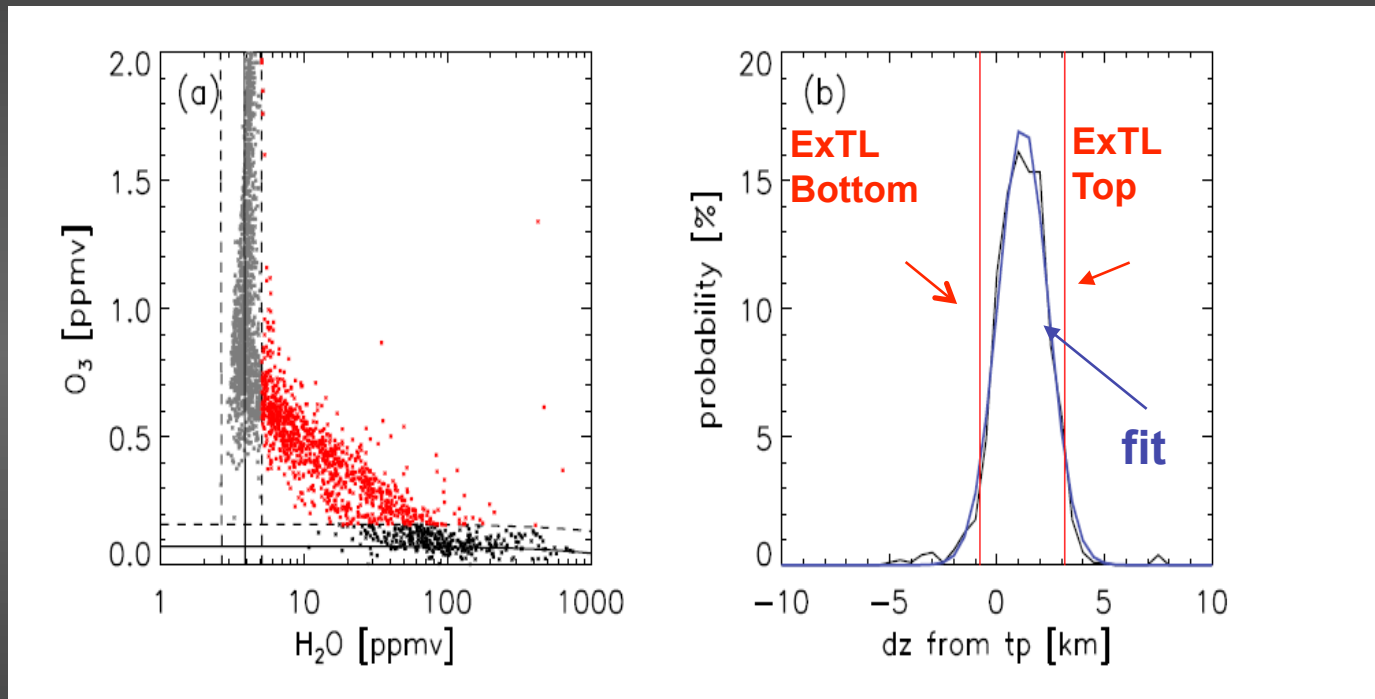 (a)
2.0
1.5
1.0
0.5
0.0
O₃ [ppmv]
1
10
100
1000
H₂O [ppmv]
(b)
20
15
10
5
0
probability [%]
ExTL
Bottom
ExTL
Top
fit
−10
−5
0
5
10
dz from tp [km]